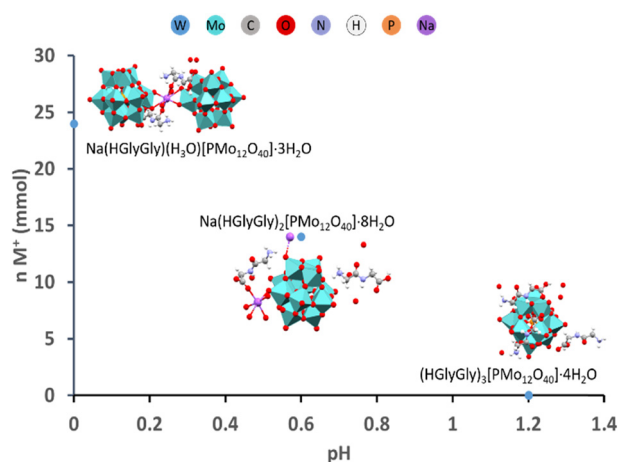 W Mo C O N H P Na
30
25
20
15
10
5
0
n M⁺ (mmol)
Na(HGlyGly)(H₃O)[PMo₁₂O₄₀]·3H₂O
Na(HGlyGly)₂[PMo₁₂O₄₀]·8H₂O
(HGlyGly)₃[PMo₁₂O₄₀]·4H₂O
0 0.2 0.4 0.6 0.8 1 1.2 1.4
pH